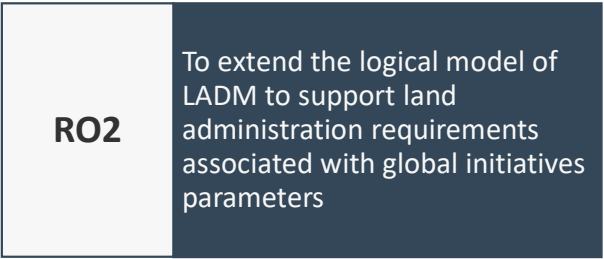 RO2
To extend the logical model of
LADM to support land
administration requirements
associated with global initiatives
parameters